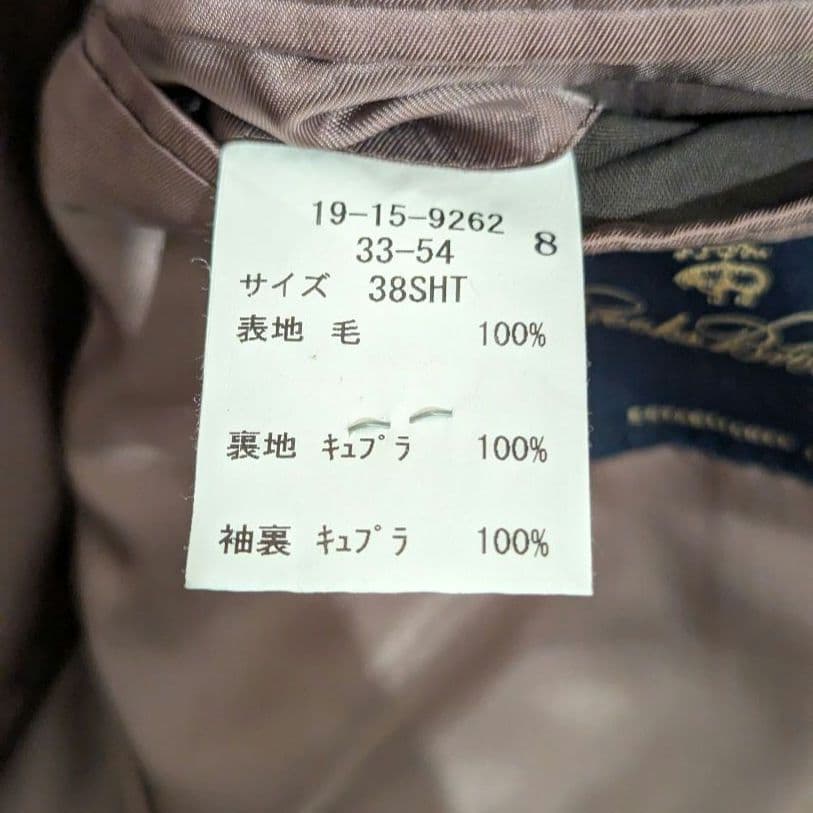 19-15-9262
33-54 8
サイズ 38SHT
表地 毛 100%
裏地 ｷｭﾌﾟﾗ 100%
袖裏 ｷｭﾌﾟﾗ 100%